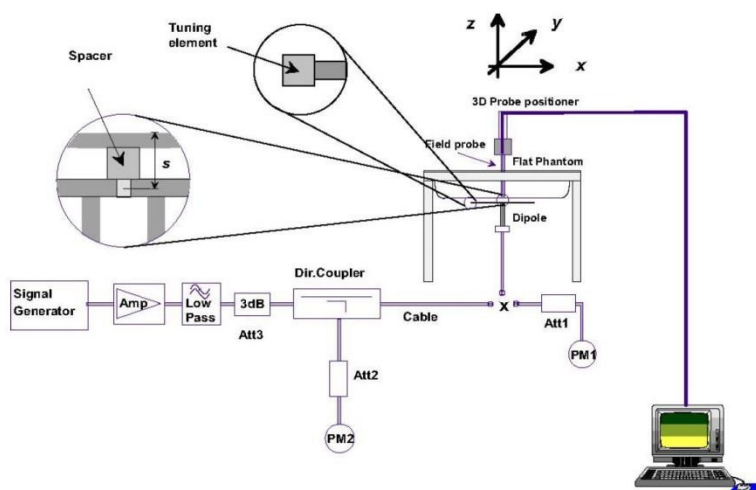 Tuning
element
Spacer
z
y
x
3D Probe positioner
Field probe
Flat Phantom
s
Dipole
Dir.Coupler
Signal
Generator
Amp
Low
Pass
3dB
Att3
Cable
X
Att1
PM1
Att2
PM2